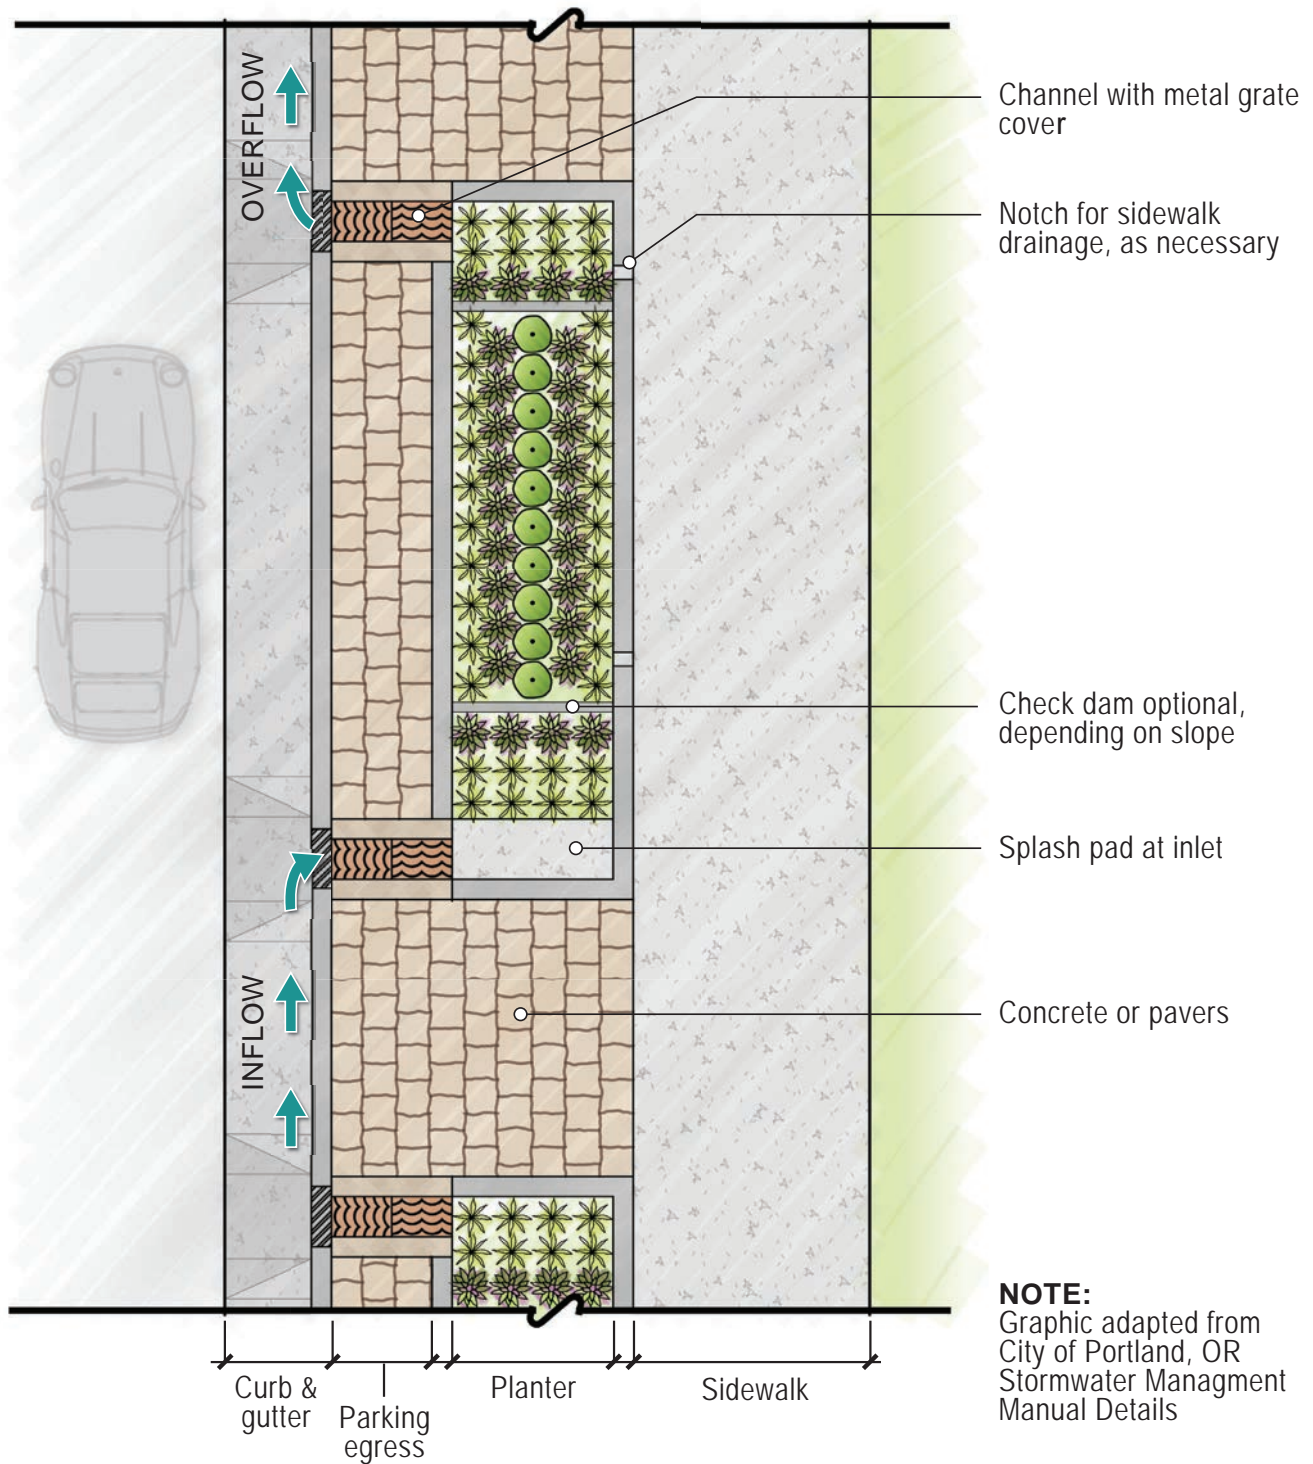 OVERFLOW
Channel with metal grate
cover
Notch for sidewalk
drainage, as necessary
Check dam optional,
depending on slope
Splash pad at inlet
INFLOW
Concrete or pavers
NOTE:
Graphic adapted from
City of Portland, OR
Stormwater Managment
Manual Details
Curb &
gutter
Parking
egress
Planter
Sidewalk